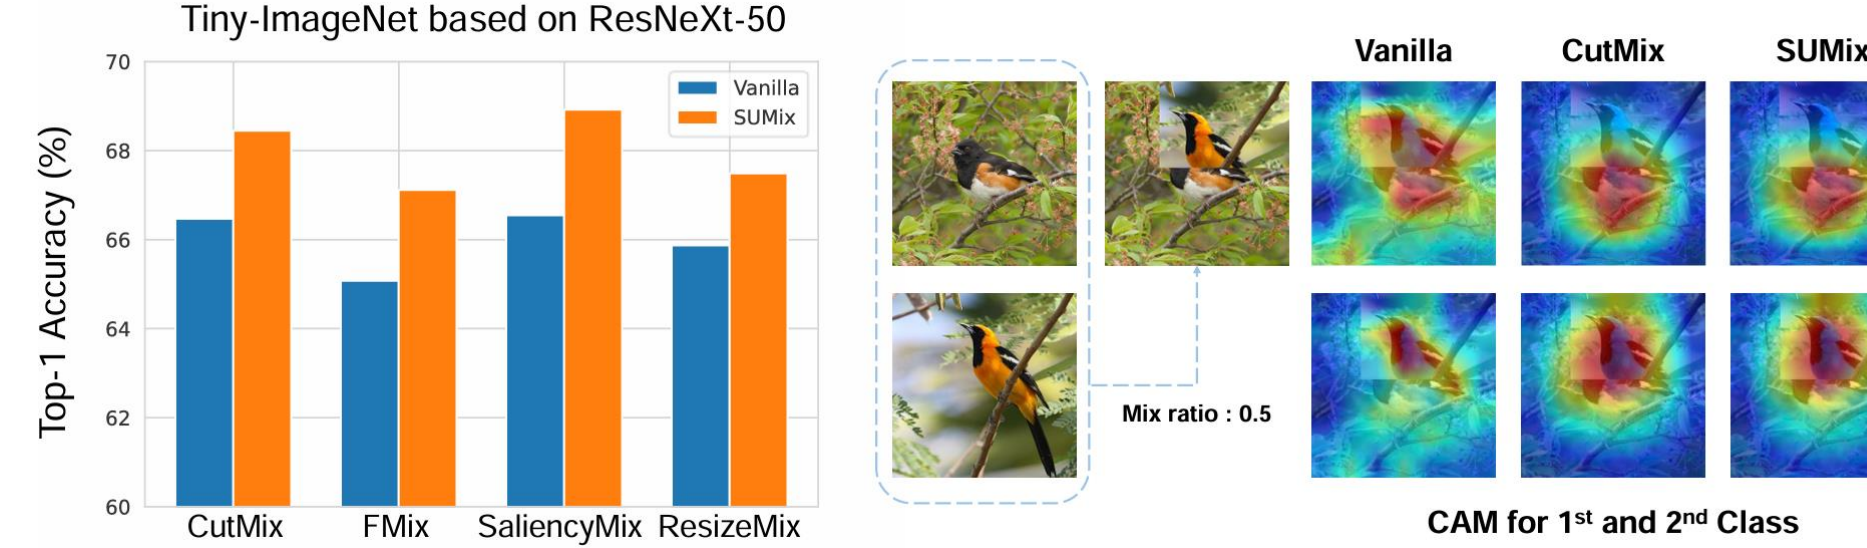 Tiny-ImageNet based on ResNeXt-50
Top-1 Accuracy (%)
70
68
66
64
62
60
Vanilla
SUMix
CutMix FMix SaliencyMix ResizeMix
Mix ratio : 0.5
Vanilla CutMix SUMix
CAM for 1st and 2nd Class